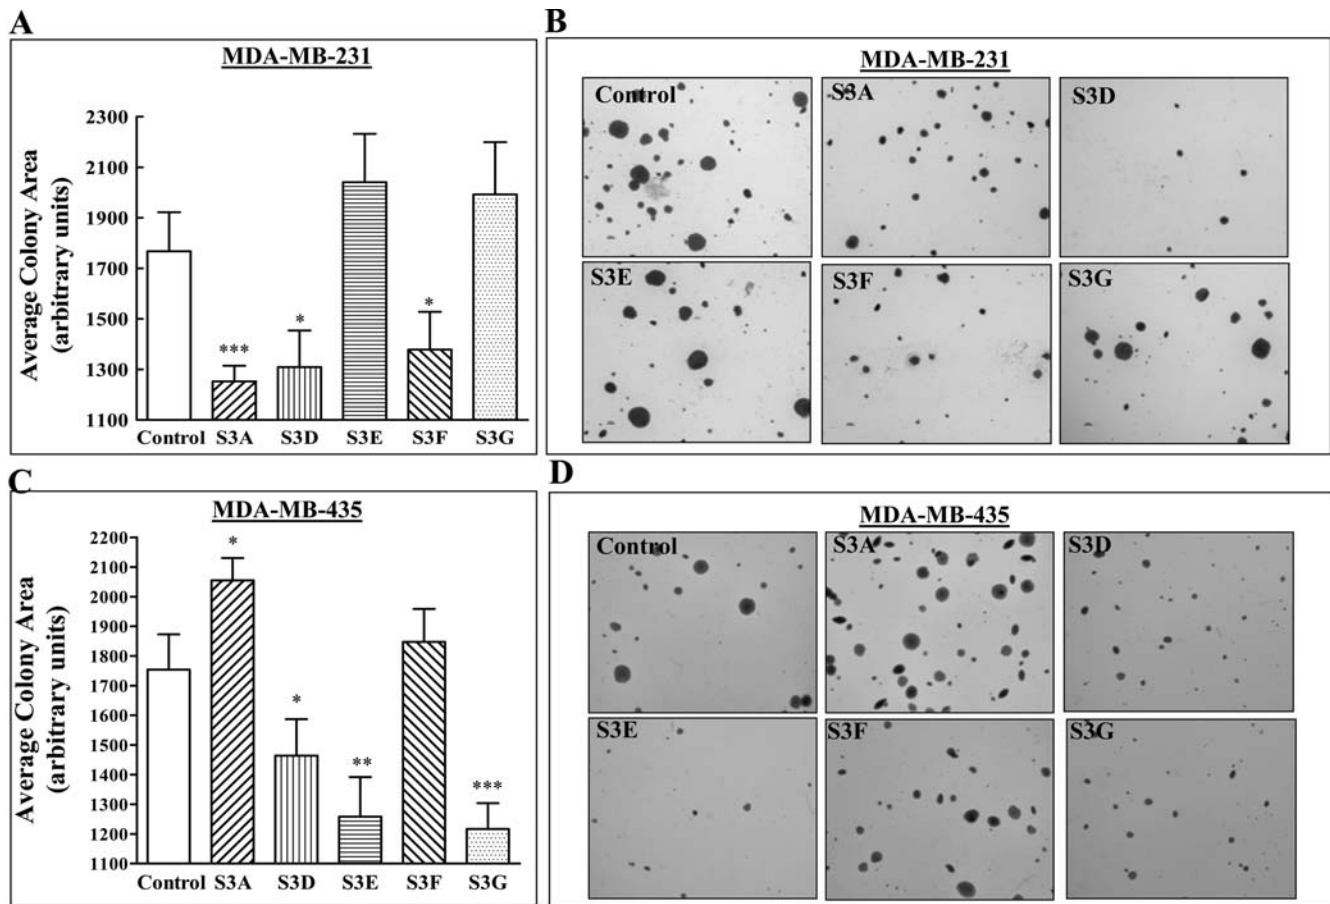 A
MDA-MB-231
Average Colony Area
(arbitrary units)
2300
2100
1900
1700
1500
1300
1100
***
*
*
Control S3A S3D S3E S3F S3G
B
MDA-MB-231
Control S3A S3D
S3E S3F S3G
C
MDA-MB-435
Average Colony Area
(arbitrary units)
2200
2100
2000
1900
1800
1700
1600
1500
1400
1300
1200
1100
*
*
**
***
Control S3A S3D S3E S3F S3G
D
MDA-MB-435
Control S3A S3D
S3E S3F S3G